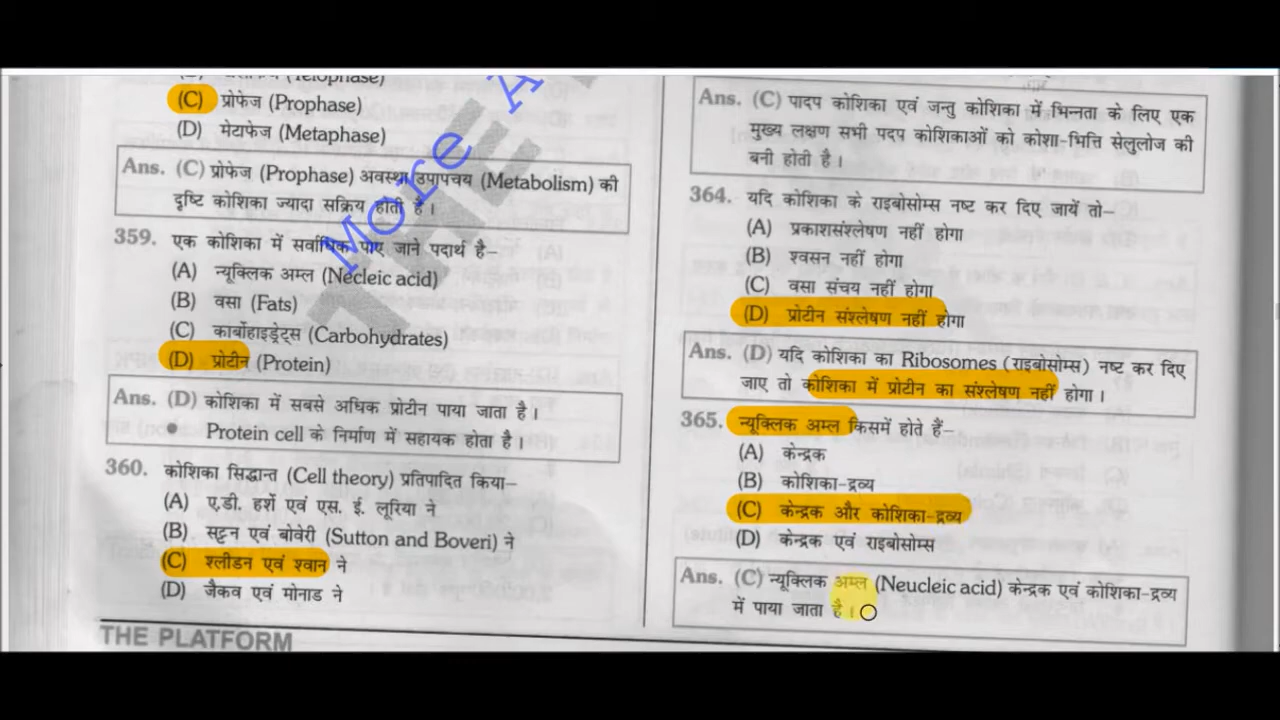 (Telophase)
(C) प्रोफेज (Prophase)
(D) मेटाफेज (Metaphase)
Ans. (C) प्रोफेज (Prophase) अवस्था उपापचय (Metabolism) की
दृष्टि कोशिका ज्यादा सक्रिय होती है।
359. एक कोशिका में सर्वाधिक पाए जाने पदार्थ है–
(A) न्यूक्लिक अम्ल (Necleic acid)
(B) वसा (Fats)
(C) कार्बोहाइड्रेट्स (Carbohydrates)
(D) प्रोटीन (Protein)
Ans. (D) कोशिका में सबसे अधिक प्रोटीन पाया जाता है।
● Protein cell के निर्माण में सहायक होता है।
360. कोशिका सिद्धान्त (Cell theory) प्रतिपादित किया–
(A) ए.डी. हर्शे एवं एस. ई. लूरिया ने
(B) सट्टन एवं बोवेरी (Sutton and Boveri) ने
(C) श्लीडन एवं श्वान ने
(D) जैकव एवं मोनाड ने
THE PLATFORM
More A
THE
Ans. (C) पादप कोशिका एवं जन्तु कोशिका में भिन्नता के लिए एक
मुख्य लक्षण सभी पदप कोशिकाओं को कोशा-भित्ति सेलुलोज की
बनी होती है।
364. यदि कोशिका के राइबोसोम्स नष्ट कर दिए जायें तो–
(A) प्रकाशसंश्लेषण नहीं होगा
(B) श्वसन नहीं होगा
(C) वसा संचय नहीं होगा
(D) प्रोटीन संश्लेषण नहीं होगा
Ans. (D) यदि कोशिका का Ribosomes (राइबोसोम्स) नष्ट कर दिए
जाए तो कोशिका में प्रोटीन का संश्लेषण नहीं होगा।
365. न्यूक्लिक अम्ल किसमें होते हैं–
(A) केन्द्रक
(B) कोशिका-द्रव्य
(C) केन्द्रक और कोशिका-द्रव्य
(D) केन्द्रक एवं राइबोसोम्स
Ans. (C) न्यूक्लिक अम्ल (Neucleic acid) केन्द्रक एवं कोशिका-द्रव्य
में पाया जाता है।